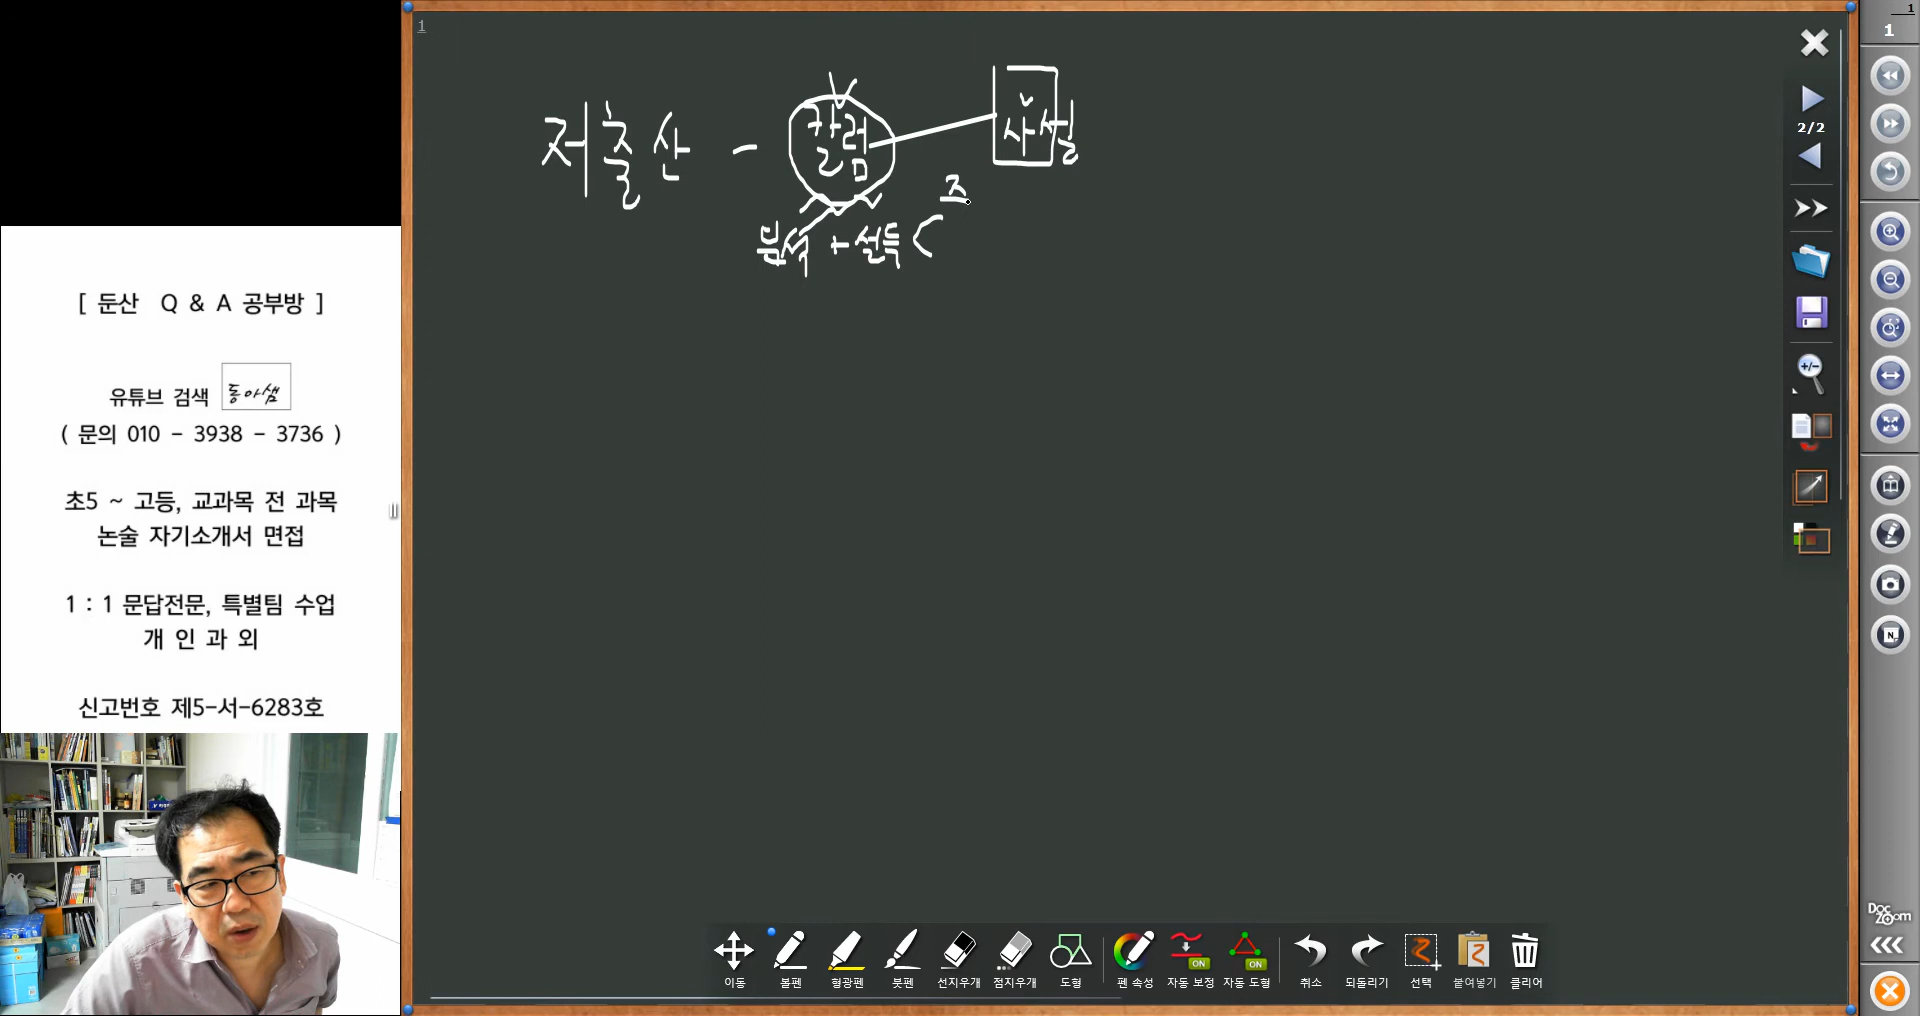 1
저출산 - 칼럼 사설
분석 + 설득 <
[ 둔산 Q & A 공부방 ]
유튜브 검색 동아샘
( 문의 010 - 3938 - 3736 )
초5 ~ 고등, 교과목 전 과목
논술 자기소개서 면접
1 : 1 문답전문, 특별팀 수업
개 인 과 외
신고번호 제5-서-6283호
1
1
2/2
+/-
N
Doc Zoom
이동 볼펜 형광펜 붓펜 선지우개 점지우개 도형 펜 속성 ON 자동 보정 ON 자동 도형 취소 되돌리기 선택 붙여넣기 클리어